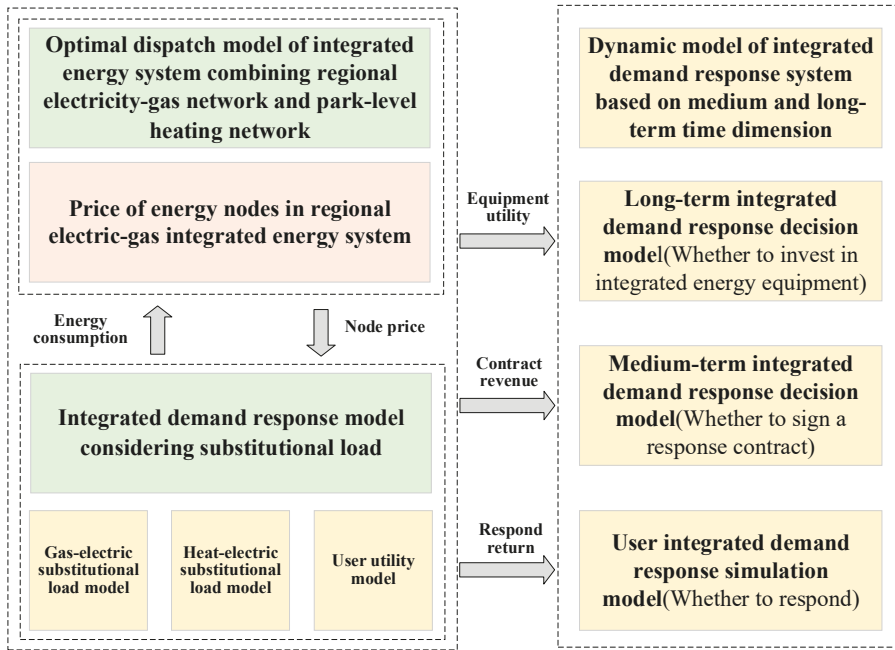 Optimal dispatch model of integrated
energy system combining regional
electricity-gas network and park-level
heating network
Price of energy nodes in regional
electric-gas integrated energy system
Energy
consumption
Node price
Integrated demand response model
considering substitutional load
Gas-electric
substitutional
load model
Heat-electric
substitutional
load model
User utility
model
Equipment
utility
Contract
revenue
Respond
return
Dynamic model of integrated
demand response system
based on medium and long-
term time dimension
Long-term integrated
demand response decision
model(Whether to invest in
integrated energy equipment)
Medium-term integrated
demand response decision
model(Whether to sign a
response contract)
User integrated demand
response simulation
model(Whether to respond)